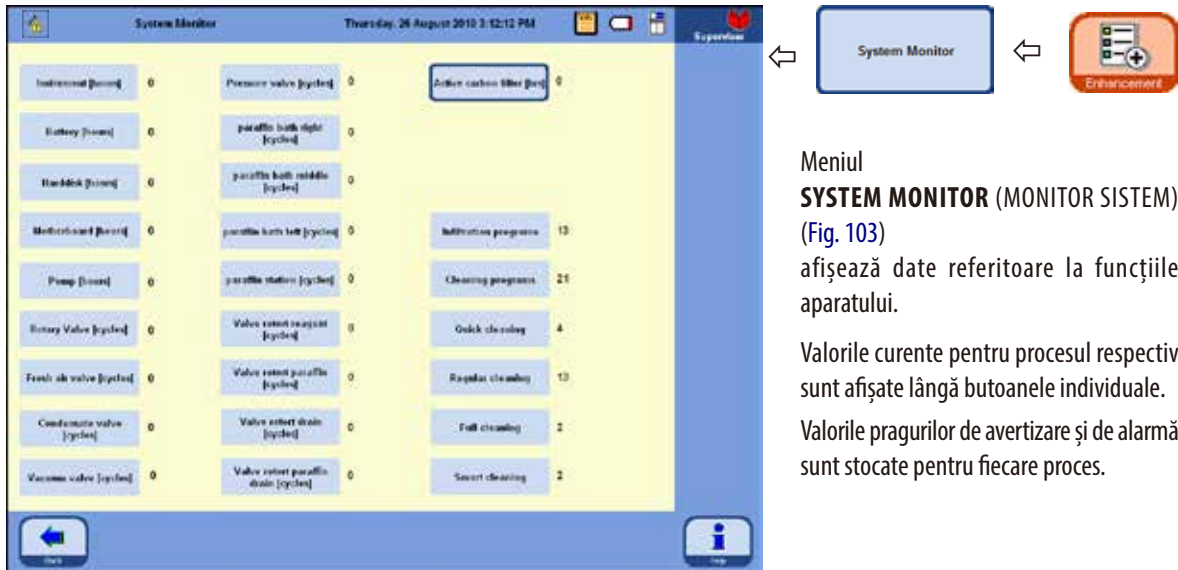 System Monitor
Thursday, 26 August 2010 3:12:12 PM
Supervisor
Instrument [hours] 0
Pressure valve [cycles] 0
Active carbon filter [hrs] 0
Battery [hours] 0
paraffin bath right
[cycles] 0
Harddisk [hours] 0
paraffin bath middle
[cycles] 0
Motherboard [hours] 0
paraffin bath left [cycles] 0
Infiltration programs 13
Pump [hours] 0
paraffin station [cycles] 0
Cleaning programs 21
Rotary Valve [cycles] 0
Valve retort reagent
[cycles] 0
Quick cleaning 4
Fresh air valve [cycles] 0
Valve retort paraffin
[cycles] 0
Regular cleaning 13
Condensate valve
[cycles] 0
Valve retort drain
[cycles] 0
Full cleaning 2
Vacuum valve [cycles] 0
Valve retort paraffin
drain [cycles] 0
Smart cleaning 2
Back
Help
System Monitor
Enhancement
Meniul
SYSTEM MONITOR (MONITOR SISTEM)
(Fig. 103)
afișează date referitoare la funcțiile
aparatului.
Valorile curente pentru procesul respectiv
sunt afișate lângă butoanele individuale.
Valorile pragurilor de avertizare și de alarmă
sunt stocate pentru fiecare proces.